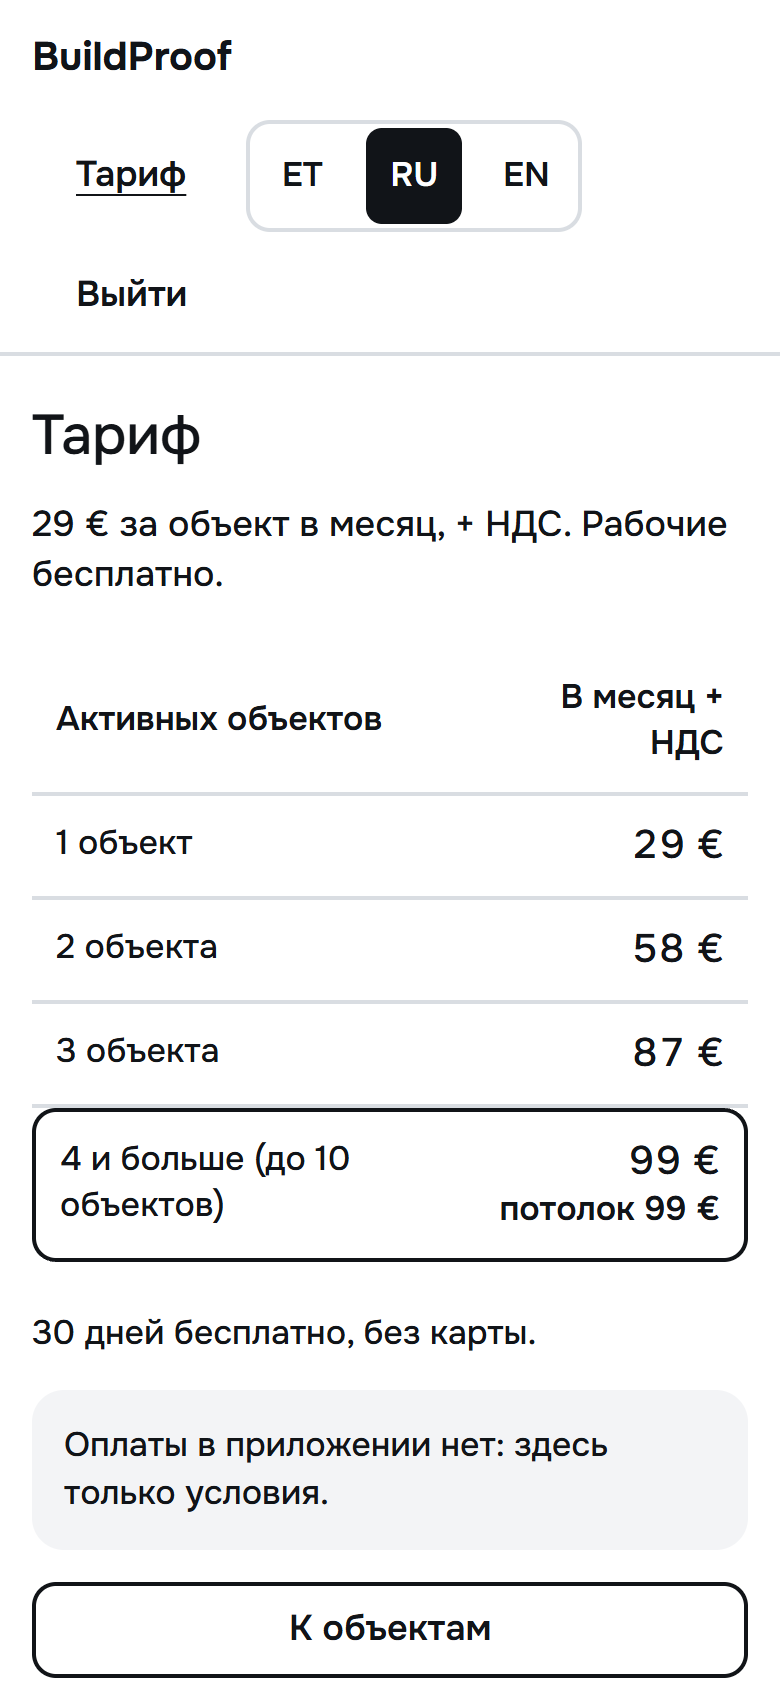 BuildProof
Тариф
ET
RU
EN
Выйти
Тариф
29 € за объект в месяц, + НДС. Рабочие
бесплатно.
Активных объектов
В месяц +
НДС
1 объект
29 €
2 объекта
58 €
3 объекта
87 €
4 и больше (до 10
объектов)
99 €
потолок 99 €
30 дней бесплатно, без карты.
Оплаты в приложении нет: здесь
только условия.
К объектам